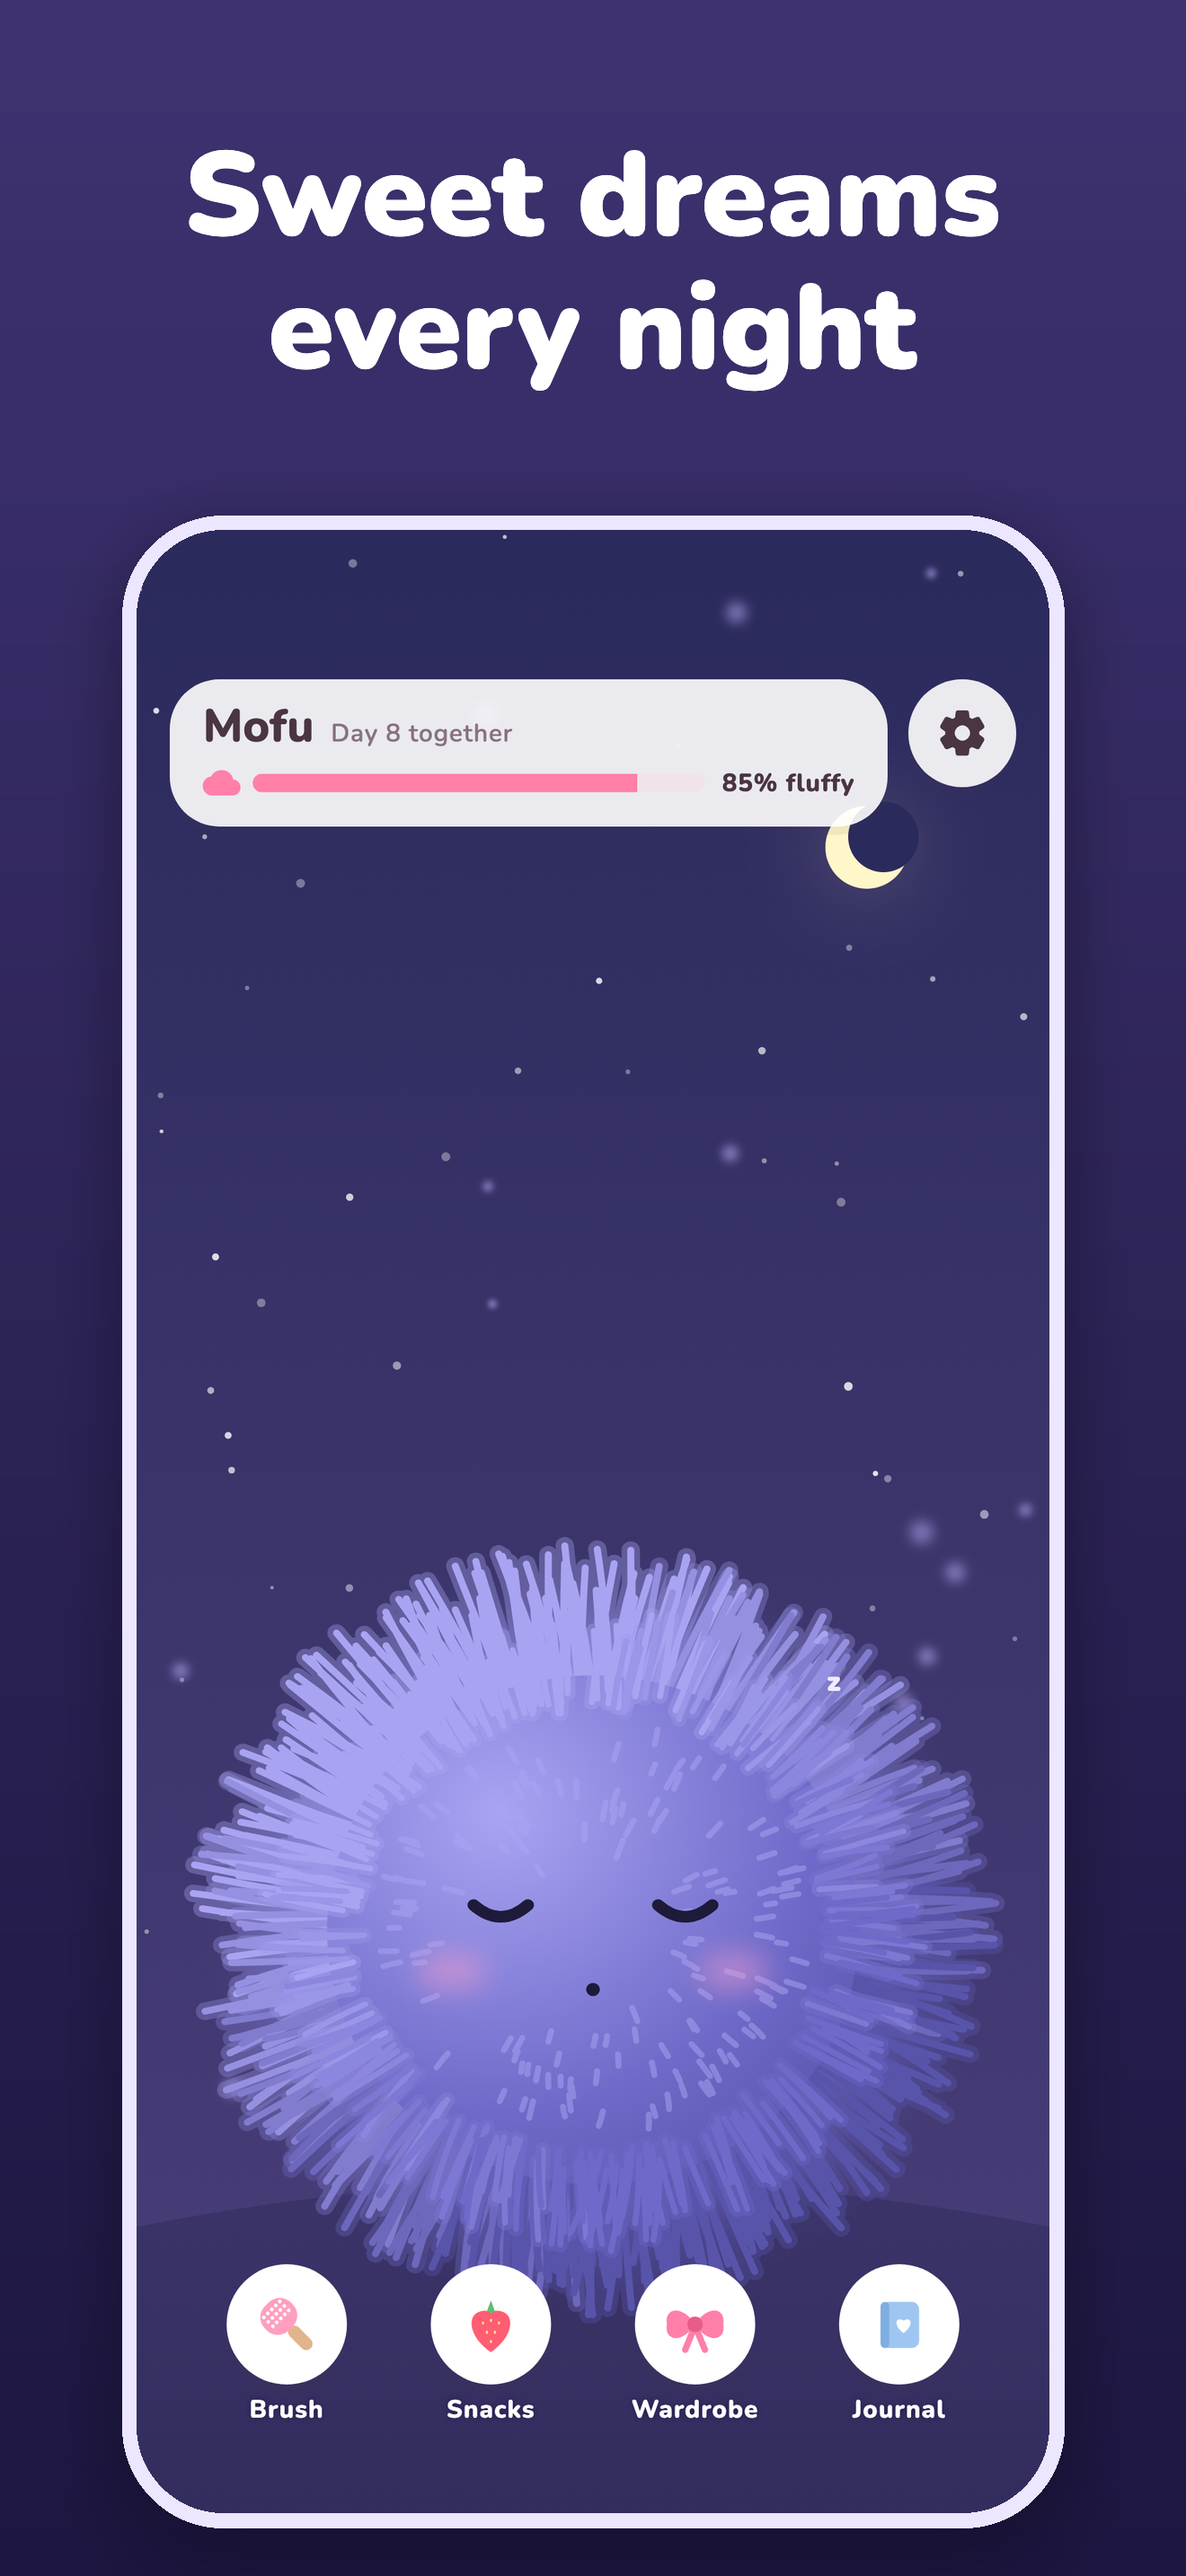 Sweet dreams
every night
Mofu Day 8 together
85% fluffy
z
Brush Snacks Wardrobe Journal